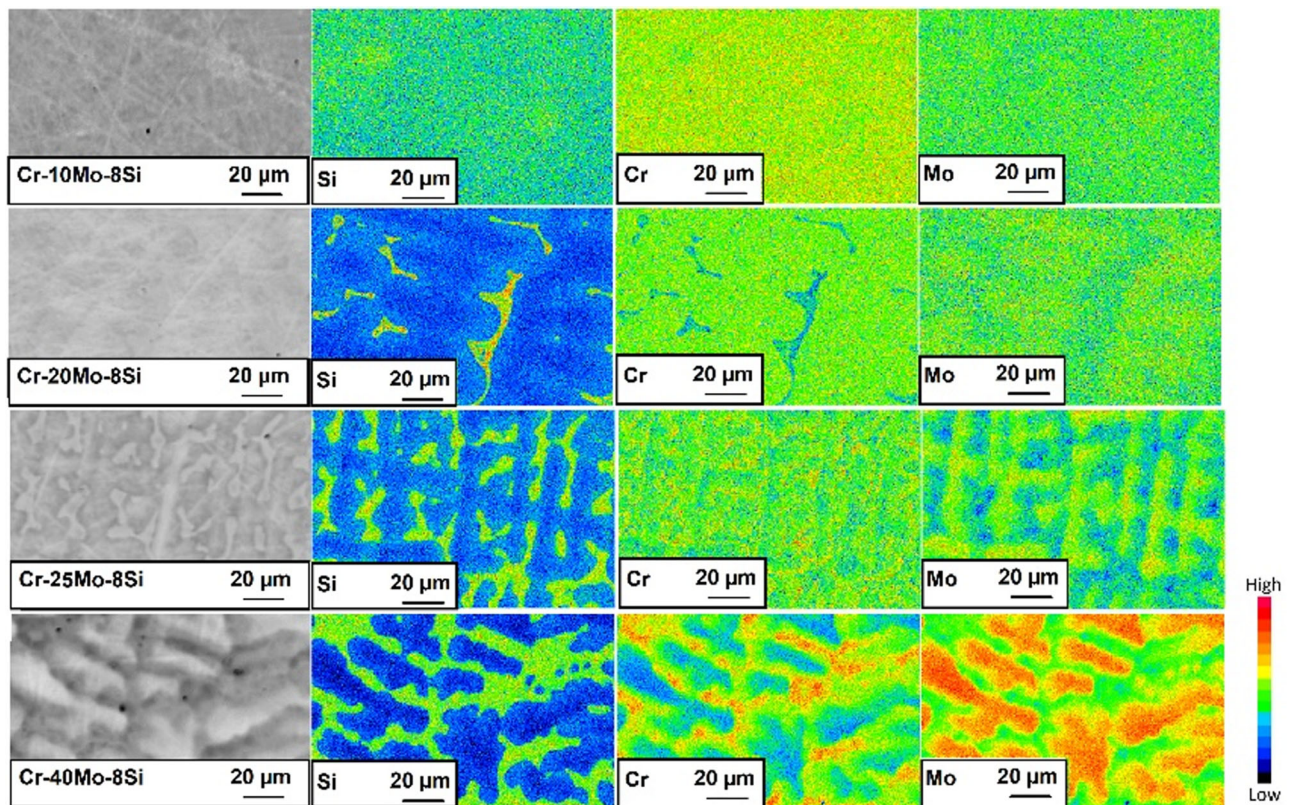 Cr-10Mo-8Si 20 µm
Si 20 µm
Cr 20 µm
Mo 20 µm
Cr-20Mo-8Si 20 µm
Si 20 µm
Cr 20 µm
Mo 20 µm
Cr-25Mo-8Si 20 µm
Si 20 µm
Cr 20 µm
Mo 20 µm
High
Cr-40Mo-8Si 20 µm
Si 20 µm
Cr 20 µm
Mo 20 µm
Low